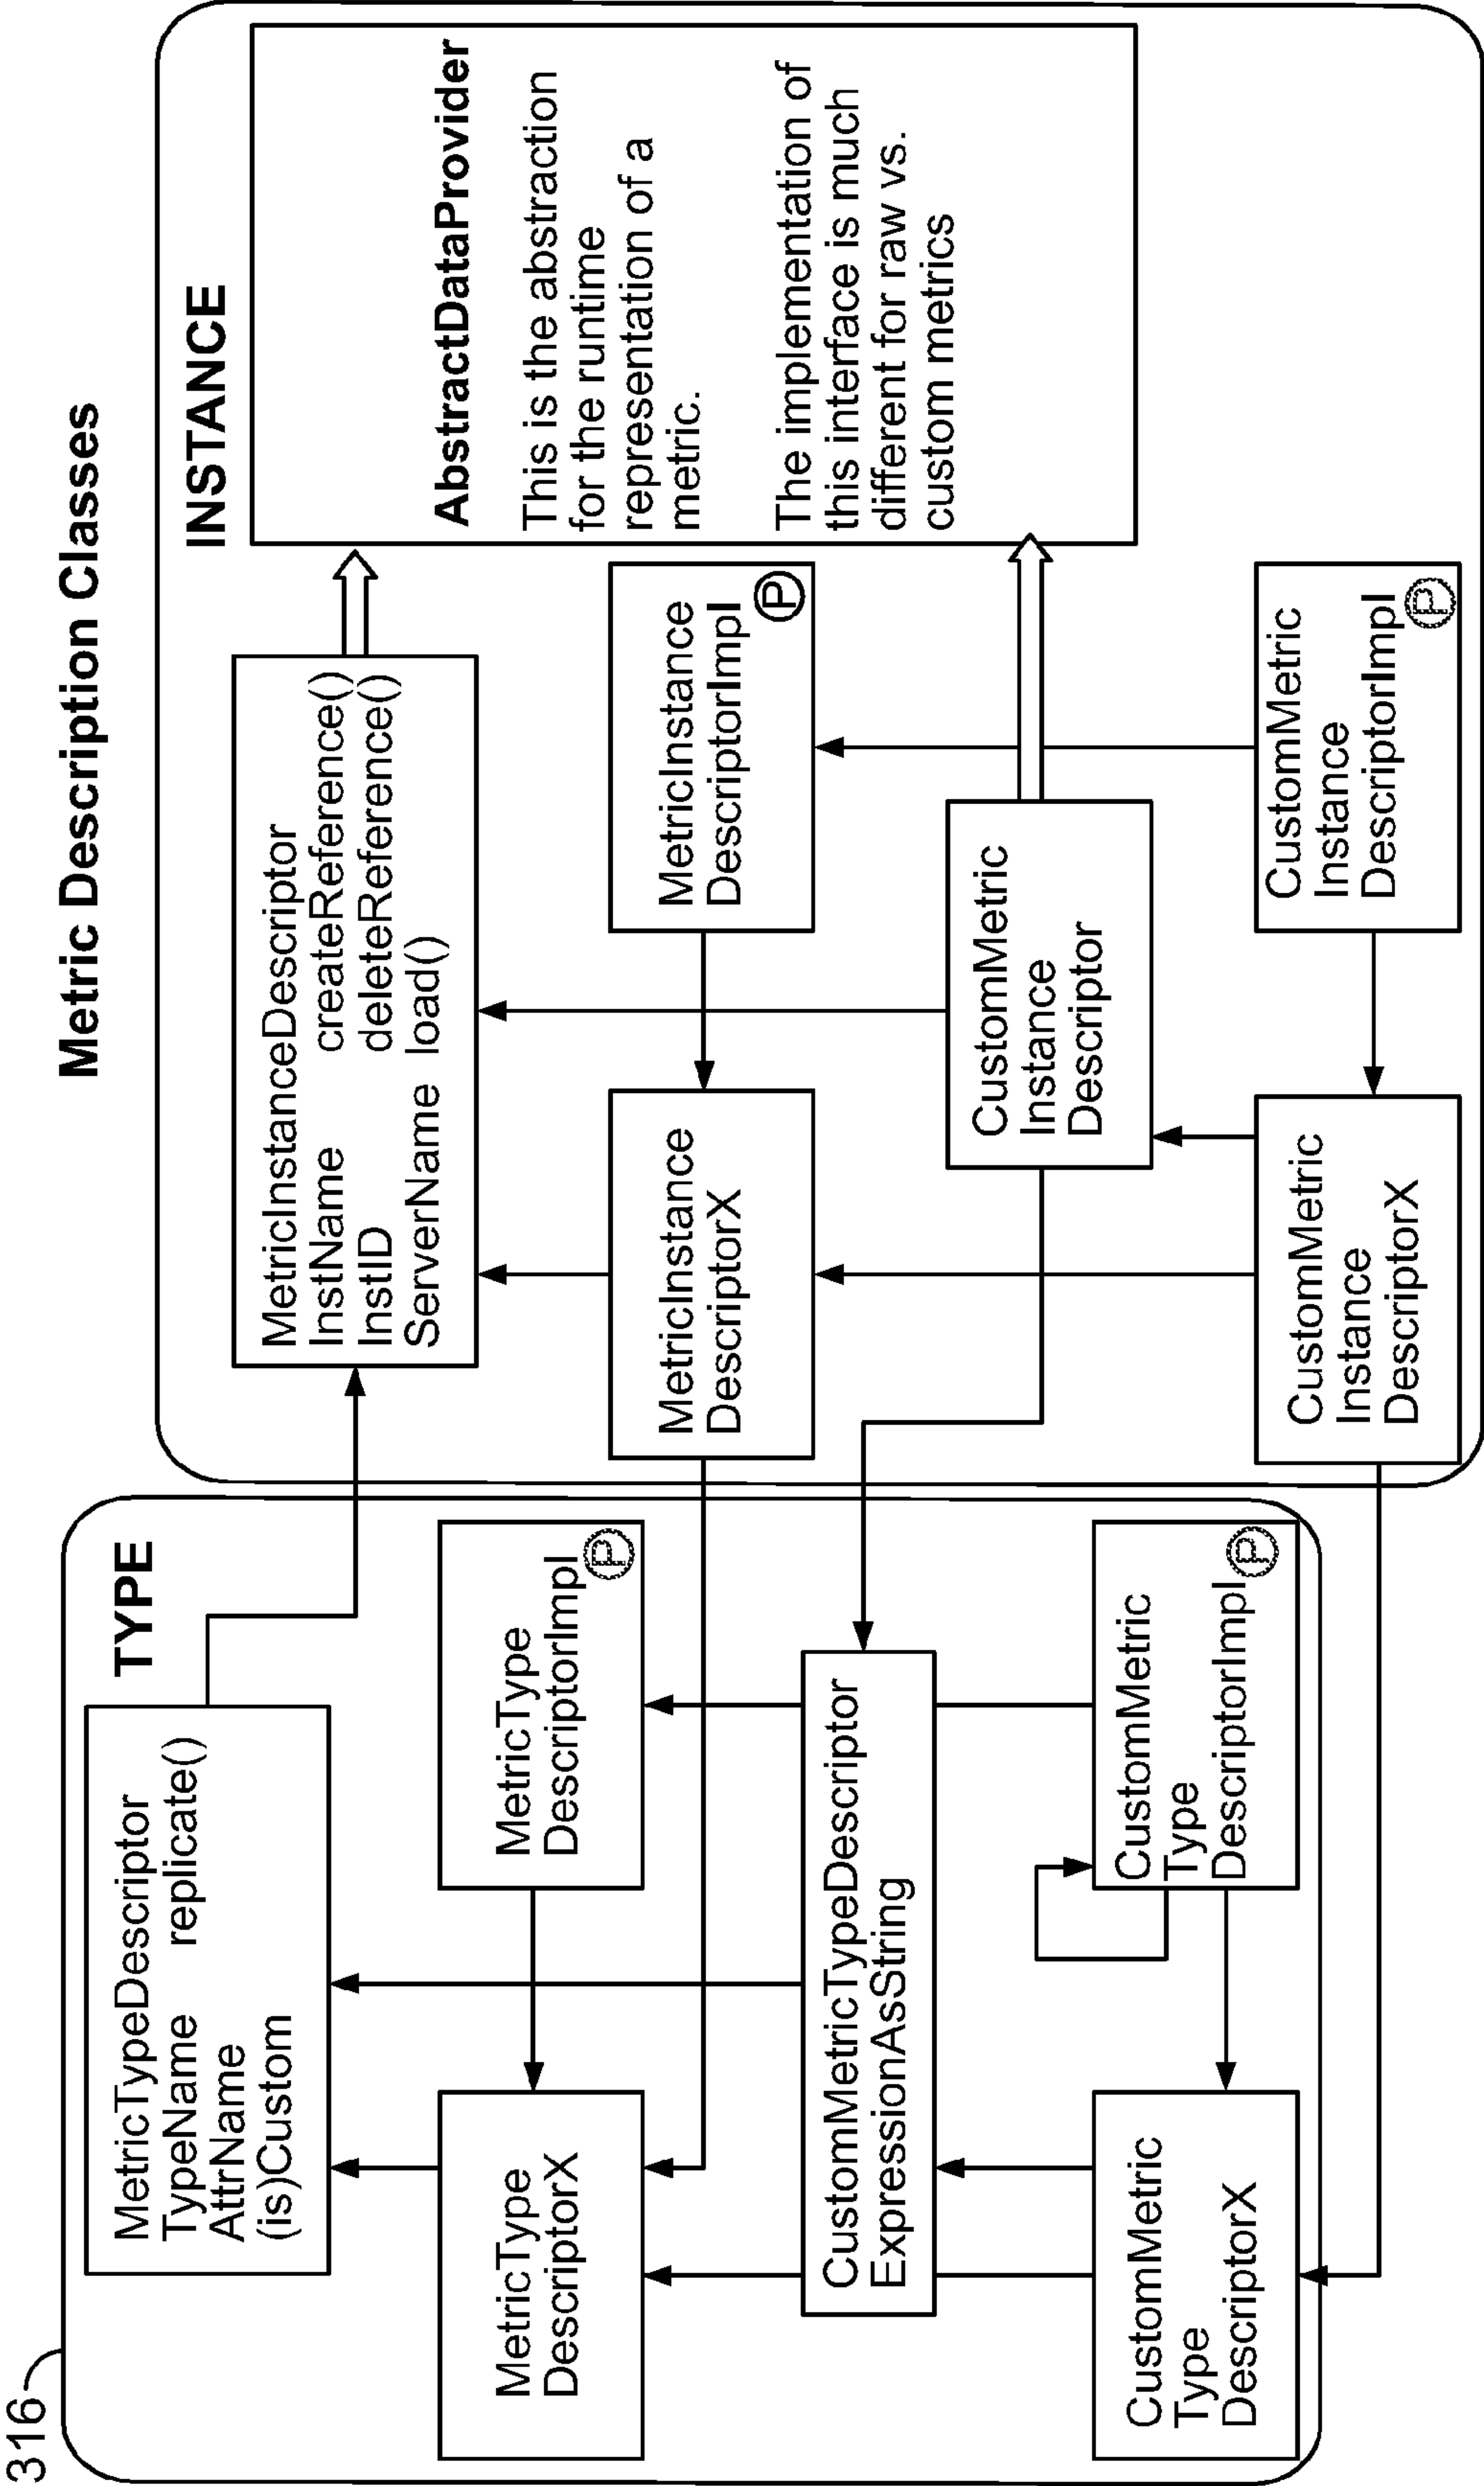 Metric Description Classes
316
TYPE
MetricTypeDescriptor
TypeName replicate()
AttrName
(is)Custom
MetricType
DescriptorX
MetricType
DescriptorImpl
P
CustomMetricTypeDescriptor
ExpressionAsString
CustomMetric
Type
DescriptorX
CustomMetric
Type
DescriptorImpl
P
INSTANCE
MetricInstanceDescriptor
InstName createReference()
InstID deleteReference()
ServerName load()
AbstractDataProvider
This is the abstraction
for the runtime
representation of a
metric.
The implementation of
this interface is much
different for raw vs.
custom metrics
MetricInstance
DescriptorX
MetricInstance
DescriptorImpl
P
CustomMetric
Instance
Descriptor
CustomMetric
Instance
DescriptorX
CustomMetric
Instance
DescriptorImpl
P